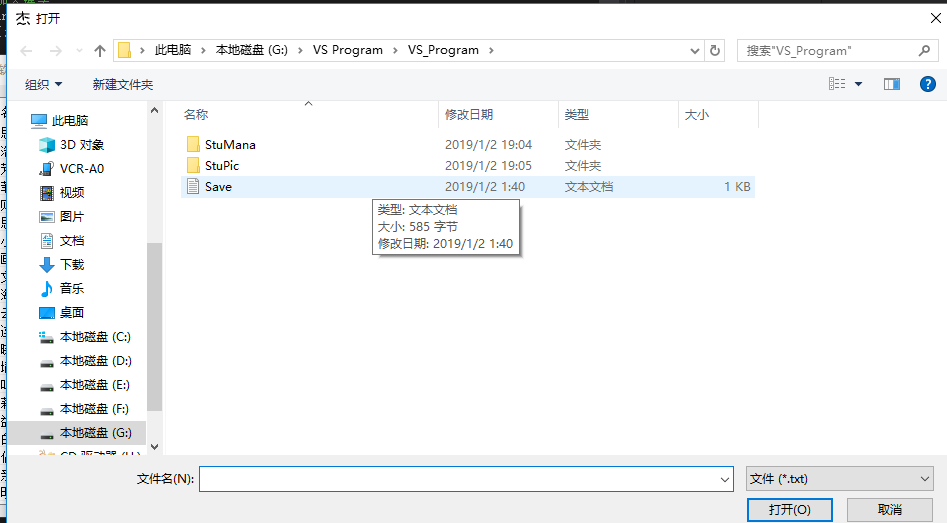 杰 打开
此电脑 › 本地磁盘 (G:) › VS Program › VS_Program ›
搜索"VS_Program"
组织 新建文件夹
此电脑
3D 对象
VCR-A0
视频
图片
文档
下载
音乐
桌面
本地磁盘 (C:)
本地磁盘 (D:)
本地磁盘 (E:)
本地磁盘 (F:)
本地磁盘 (G:)
CD 驱动器 (H:)
名称 修改日期 类型 大小
StuMana 2019/1/2 19:04 文件夹
StuPic 2019/1/2 19:05 文件夹
Save 2019/1/2 1:40 文本文档 1 KB
类型: 文本文档
大小: 585 字节
修改日期: 2019/1/2 1:40
文件名(N): 文件 (*.txt)
打开(O) 取消